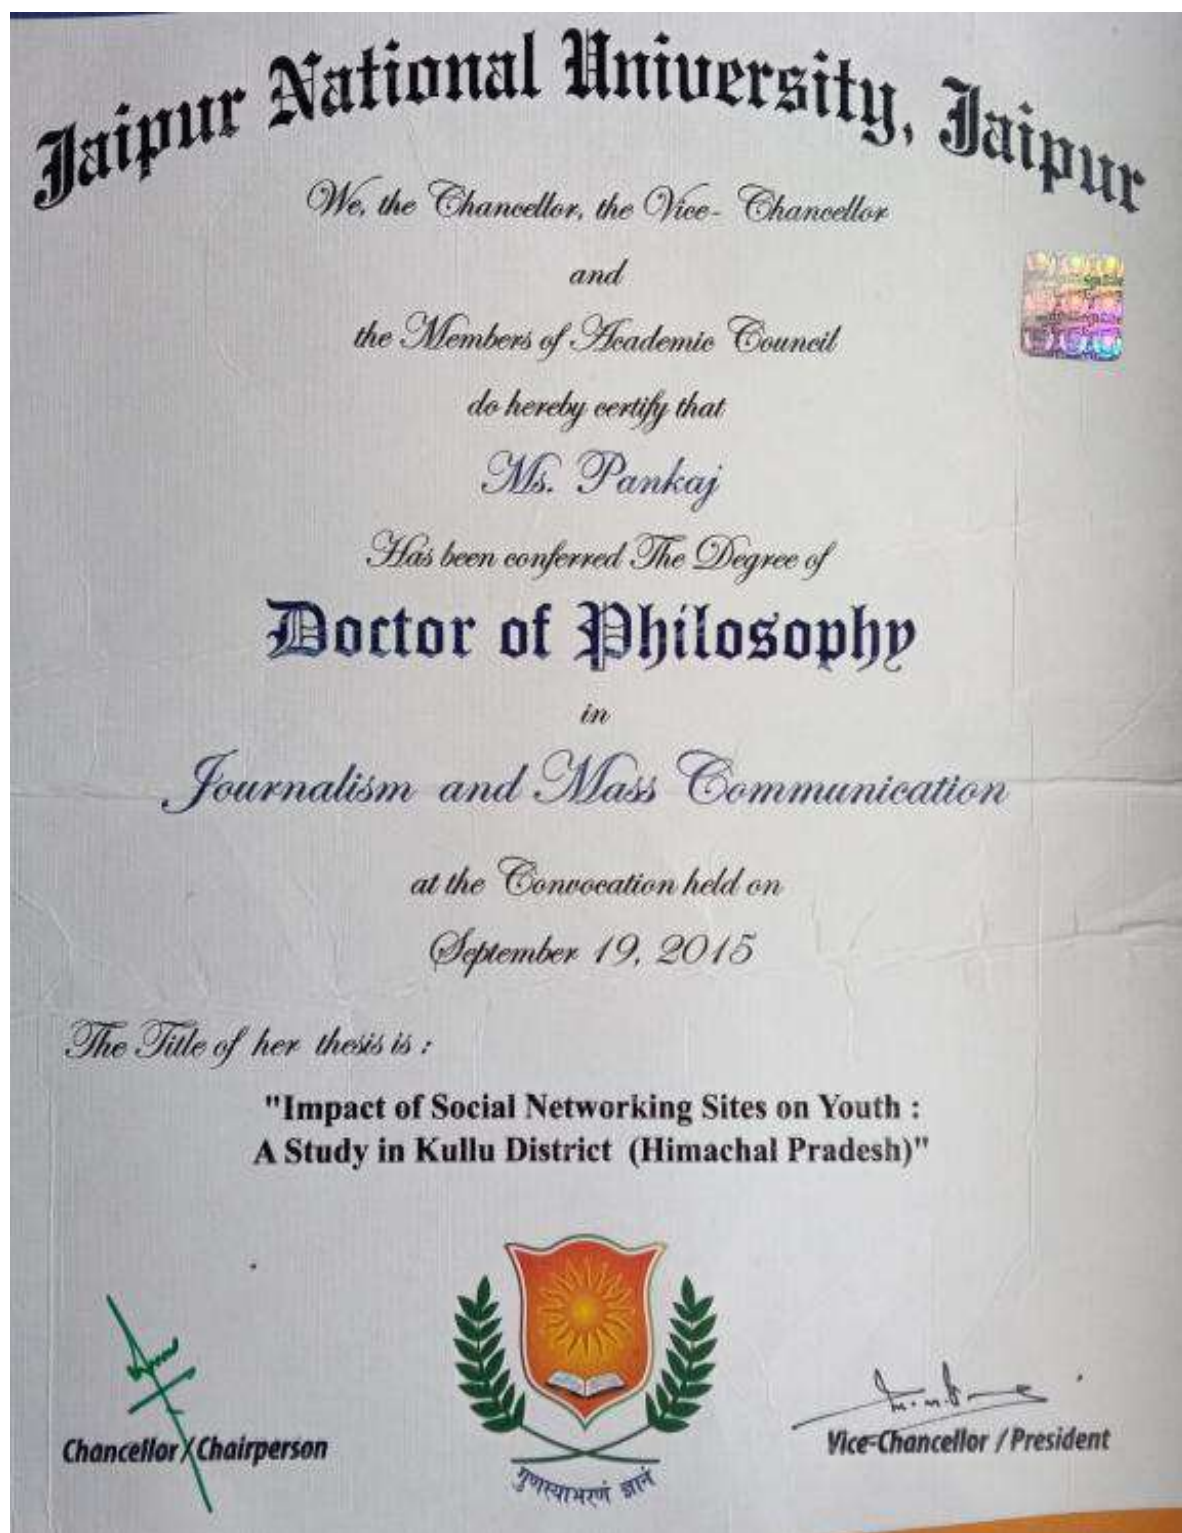 Jaipur National University, Jaipur
We, the Chancellor, the Vice- Chancellor
and
the Members of Academic Council
do hereby certify that
Ms. Pankaj
Has been conferred The Degree of
Doctor of Philosophy
in
Journalism and Mass Communication
at the Convocation held on
September 19, 2015
The Title of her thesis is :
"Impact of Social Networking Sites on Youth :
A Study in Kullu District (Himachal Pradesh)"
Chancellor / Chairperson
Vice-Chancellor / President
गुणस्याभरणं ज्ञानं